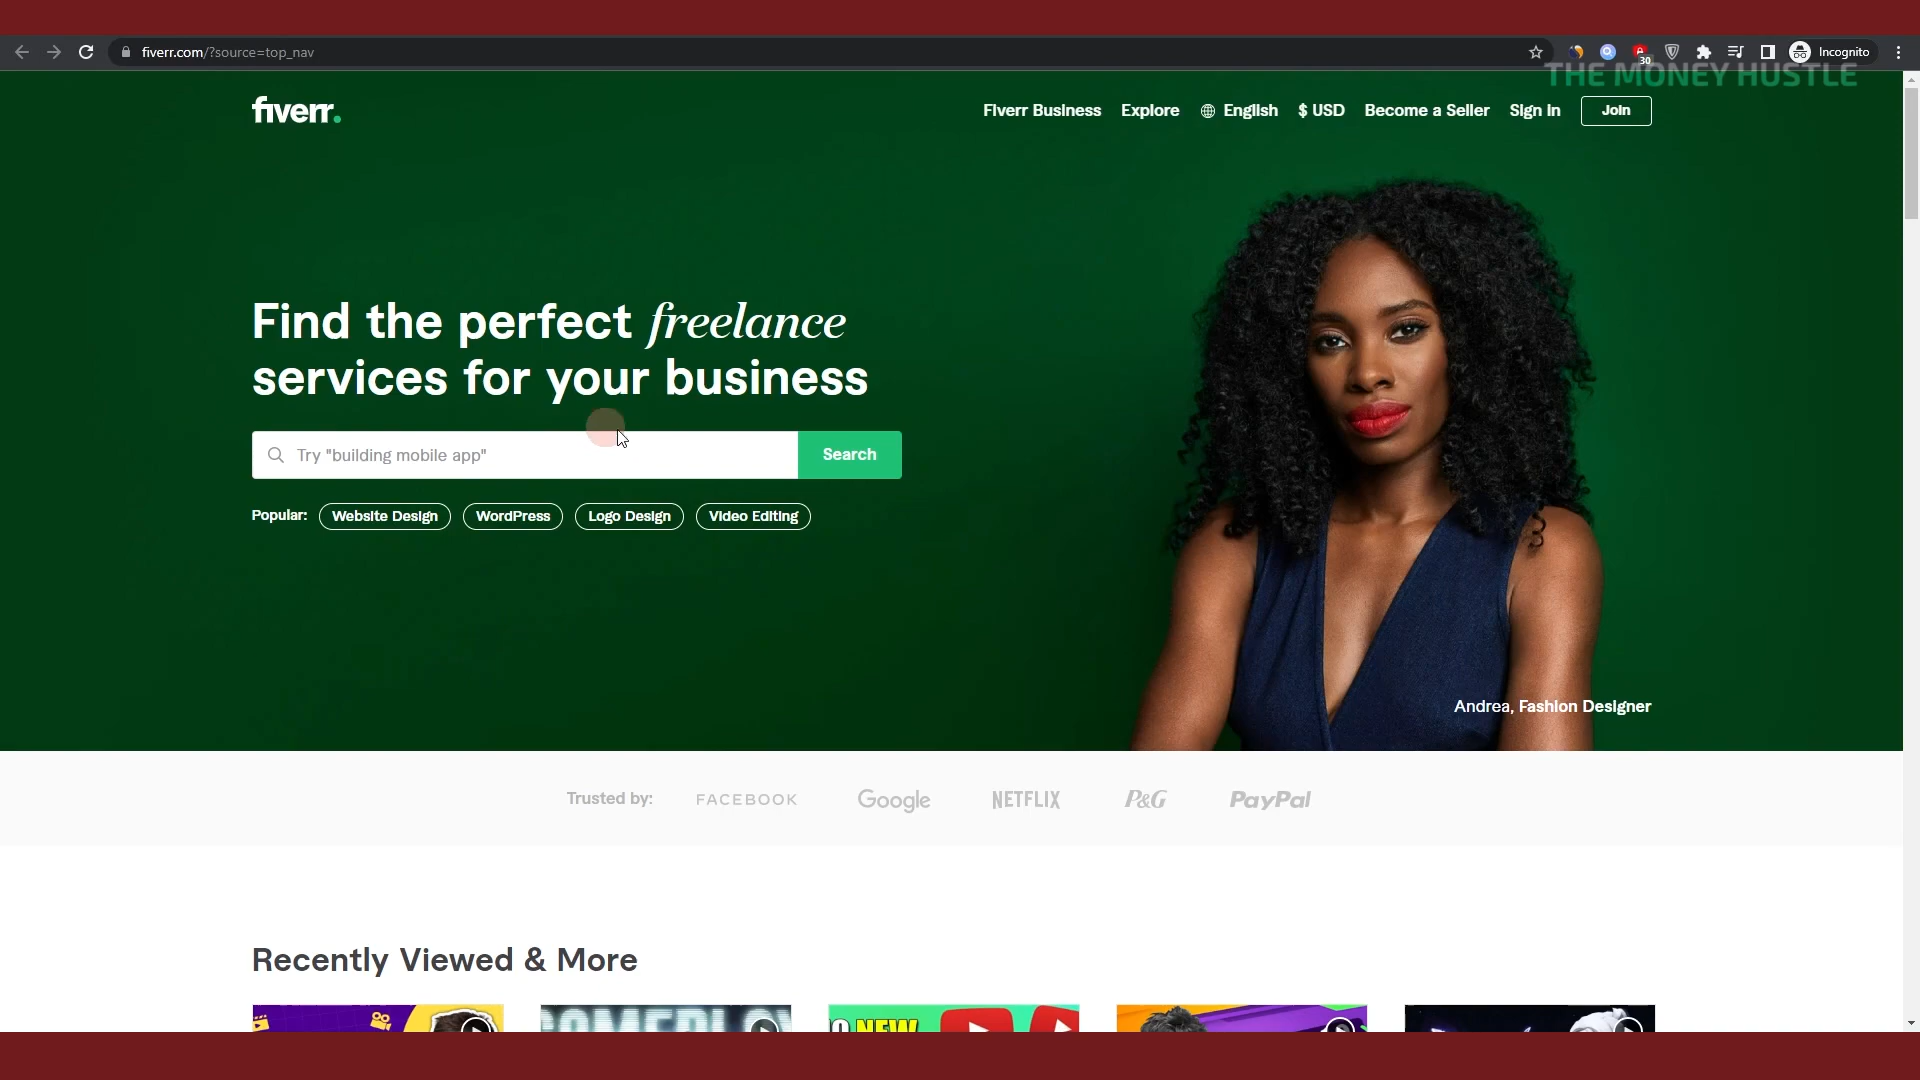 fiverr.com/?source=top_nav
30
Incognito
THE MONEY HUSTLE
fiverr.
Fiverr Business
Explore
English
$ USD
Become a Seller
Sign in
Join
Find the perfect freelance
services for your business
Try "building mobile app"
Search
Popular:
Website Design
WordPress
Logo Design
Video Editing
Andrea, Fashion Designer
Trusted by:
FACEBOOK
Google
NETFLIX
P&G
PayPal
Recently Viewed & More
GAMEPLAY
NEW